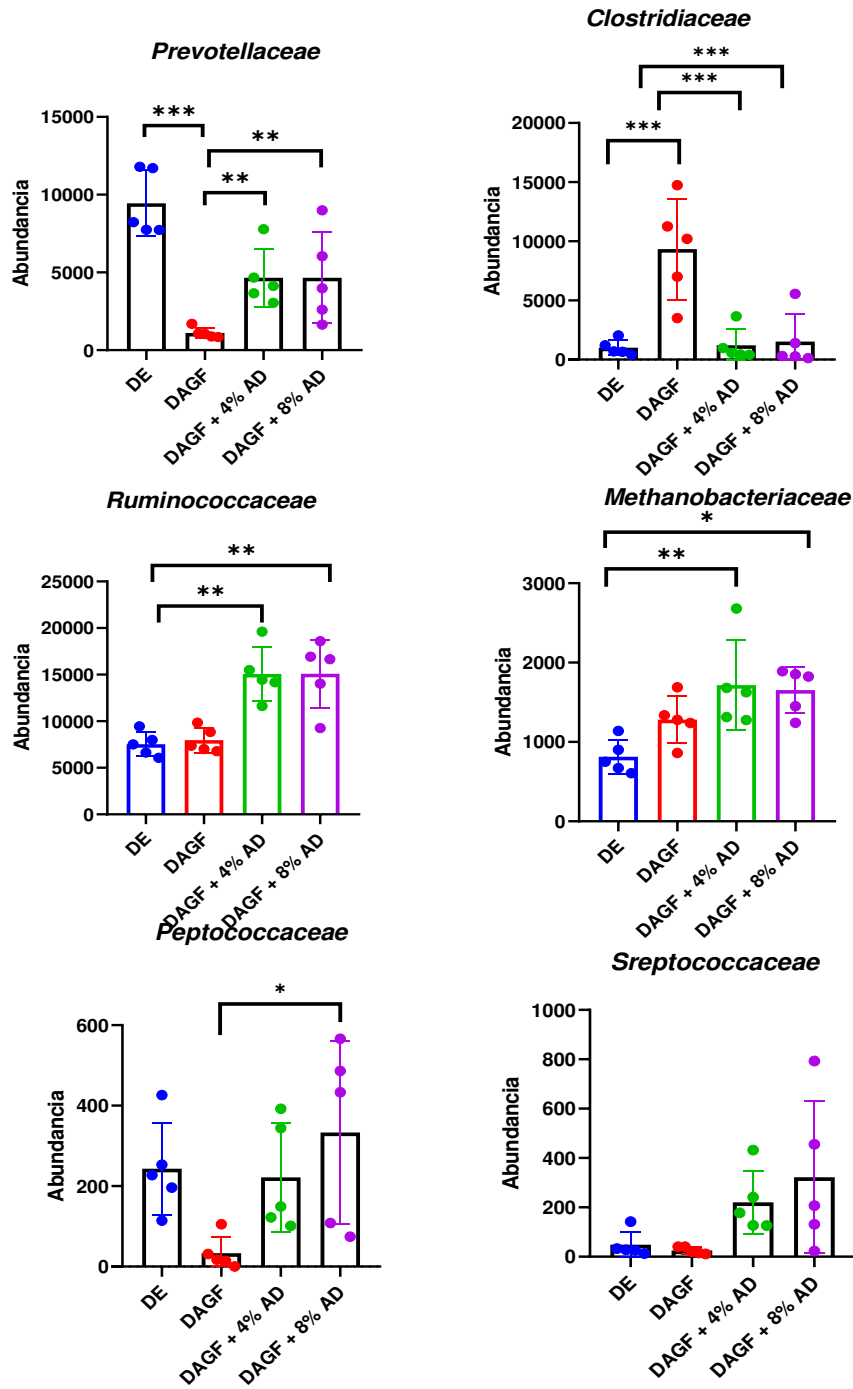 Prevotellaceae
***
**
**
Abundancia
15000
10000
5000
0
DE
DAGF
DAGF + 4% AD
DAGF + 8% AD
Clostridiaceae
***
***
***
Abundancia
20000
15000
10000
5000
0
DE
DAGF
DAGF + 4% AD
DAGF + 8% AD
Ruminococcaceae
**
**
Abundancia
25000
20000
15000
10000
5000
0
DE
DAGF
DAGF + 4% AD
DAGF + 8% AD
Methanobacteriaceae
*
**
Abundancia
3000
2000
1000
0
DE
DAGF
DAGF + 4% AD
DAGF + 8% AD
Peptococcaceae
*
Abundancia
600
400
200
0
DE
DAGF
DAGF + 4% AD
DAGF + 8% AD
Sreptococcaceae
Abundancia
1000
800
600
400
200
0
DE
DAGF
DAGF + 4% AD
DAGF + 8% AD